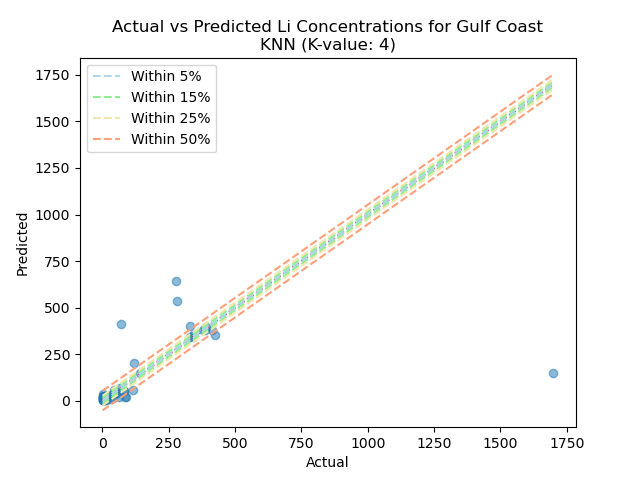 Actual vs Predicted Li Concentrations for Gulf Coast
KNN (K-value: 4)
Within 5%
Within 15%
Within 25%
Within 50%
1750
1500
1250
1000
750
500
250
0
Predicted
0 250 500 750 1000 1250 1500 1750
Actual